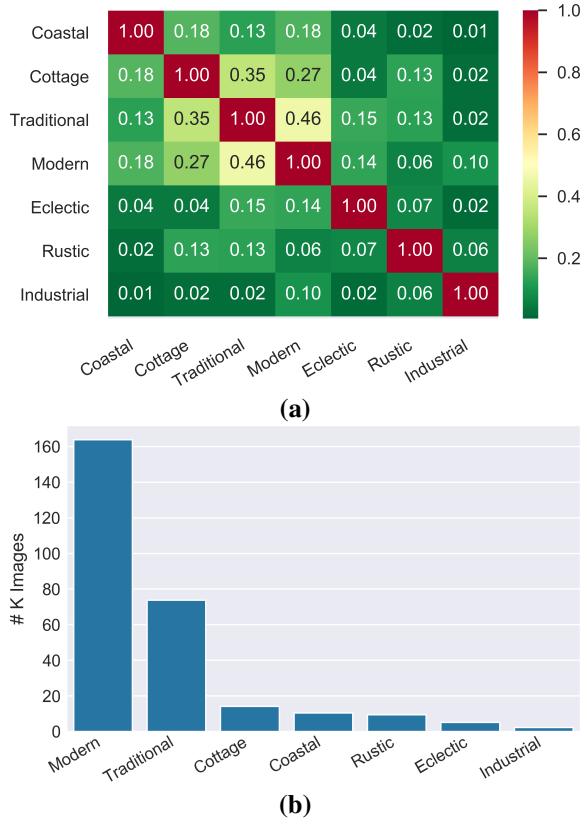 Coastal 1.00 0.18 0.13 0.18 0.04 0.02 0.01
Cottage 0.18 1.00 0.35 0.27 0.04 0.13 0.02
Traditional 0.13 0.35 1.00 0.46 0.15 0.13 0.02
Modern 0.18 0.27 0.46 1.00 0.14 0.06 0.10
Eclectic 0.04 0.04 0.15 0.14 1.00 0.07 0.02
Rustic 0.02 0.13 0.13 0.06 0.07 1.00 0.06
Industrial 0.01 0.02 0.02 0.10 0.02 0.06 1.00
Coastal Cottage Traditional Modern Eclectic Rustic Industrial
1.0
0.8
0.6
0.4
0.2
(a)
# K Images
160
140
120
100
80
60
40
20
0
Modern Traditional Cottage Coastal Rustic Eclectic Industrial
(b)